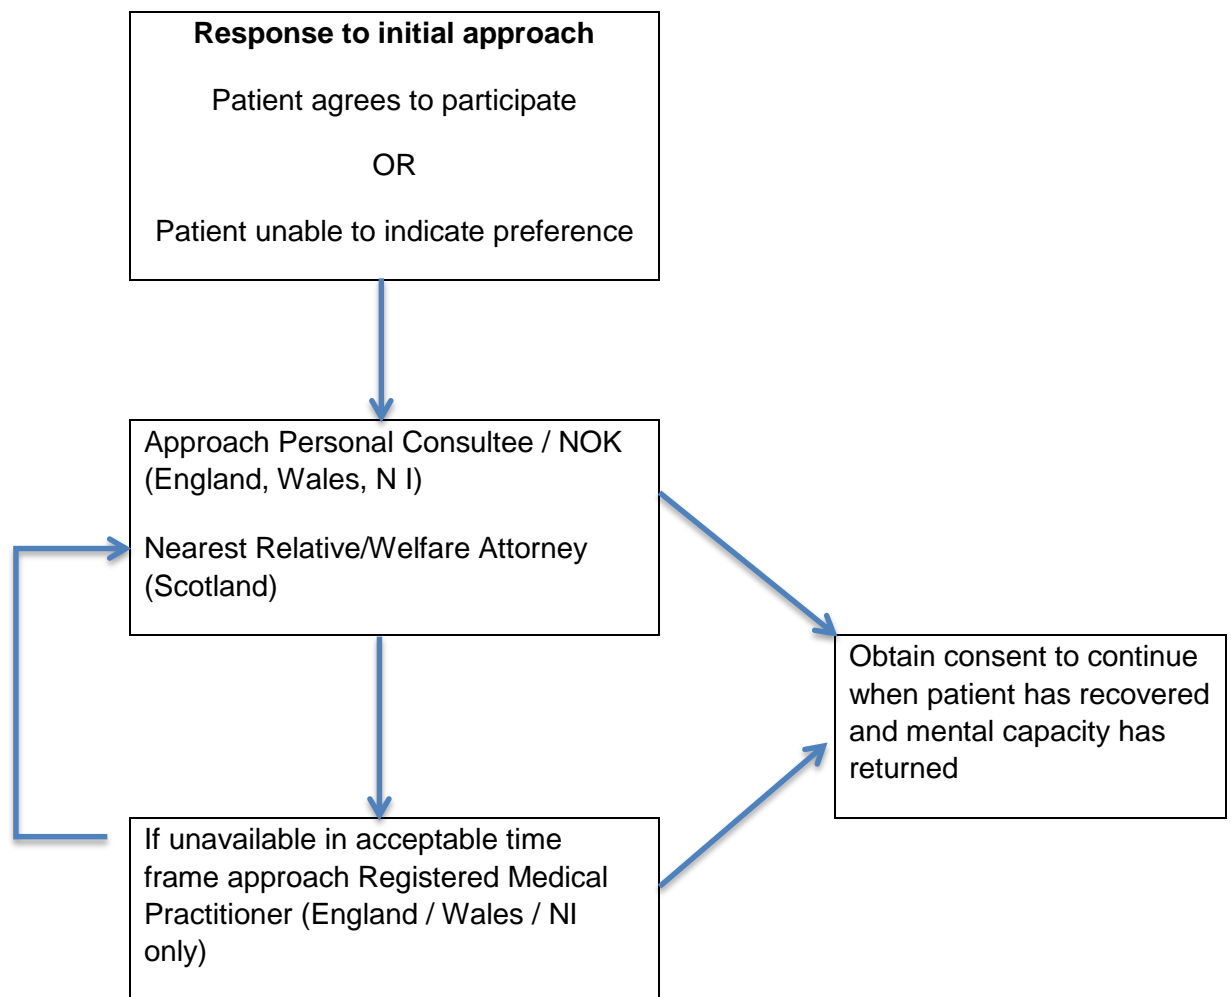 Response to initial approach
Patient agrees to participate
OR
Patient unable to indicate preference
Approach Personal Consultee / NOK
(England, Wales, N I)
Nearest Relative/Welfare Attorney
(Scotland)
Obtain consent to continue
when patient has recovered
and mental capacity has
returned
If unavailable in acceptable time
frame approach Registered Medical
Practitioner (England / Wales / NI
only)